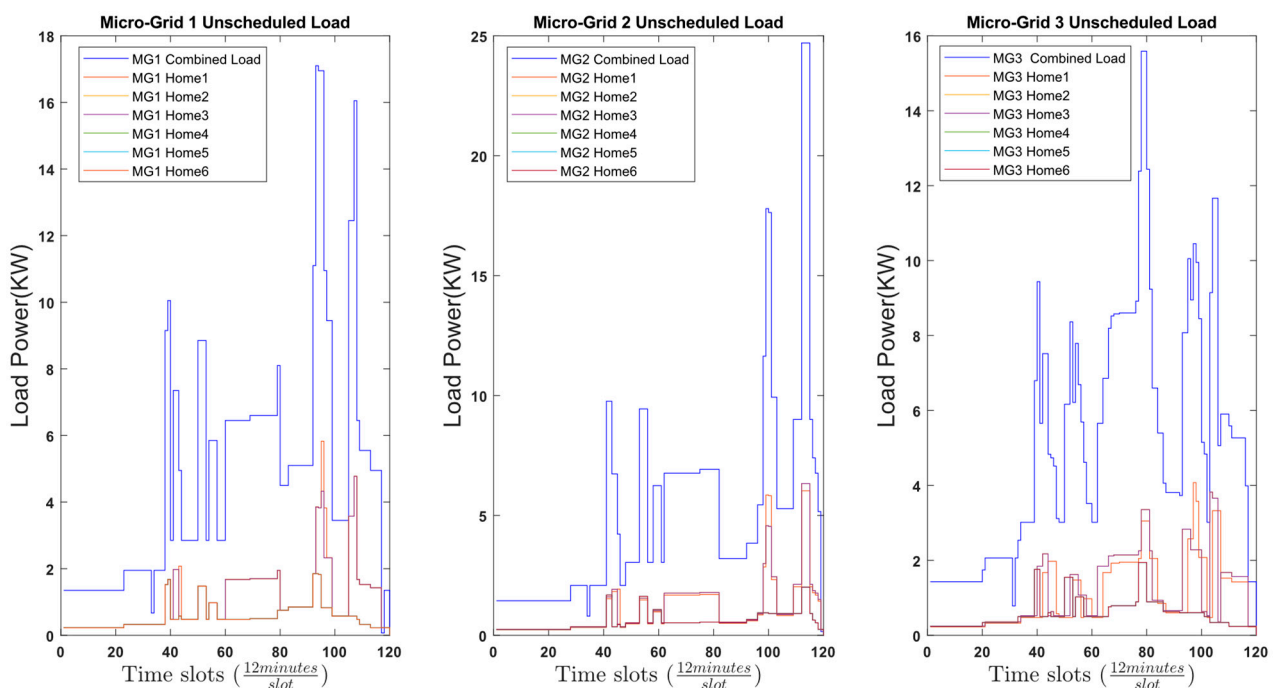 Micro-Grid 1 Unscheduled Load
18
16
14
12
10
8
6
4
2
0
Load Power(KW)
MG1 Combined Load
MG1 Home1
MG1 Home2
MG1 Home3
MG1 Home4
MG1 Home5
MG1 Home6
0 20 40 60 80 100 120
Time slots (12minutes/slot)
Micro-Grid 2 Unscheduled Load
25
20
15
10
5
0
Load Power(KW)
MG2 Combined Load
MG2 Home1
MG2 Home2
MG2 Home3
MG2 Home4
MG2 Home5
MG2 Home6
0 20 40 60 80 100 120
Time slots (12minutes/slot)
Micro-Grid 3 Unscheduled Load
16
14
12
10
8
6
4
2
0
Load Power(KW)
MG3 Combined Load
MG3 Home1
MG3 Home2
MG3 Home3
MG3 Home4
MG3 Home5
MG3 Home6
0 20 40 60 80 100 120
Time slots (12minutes/slot)